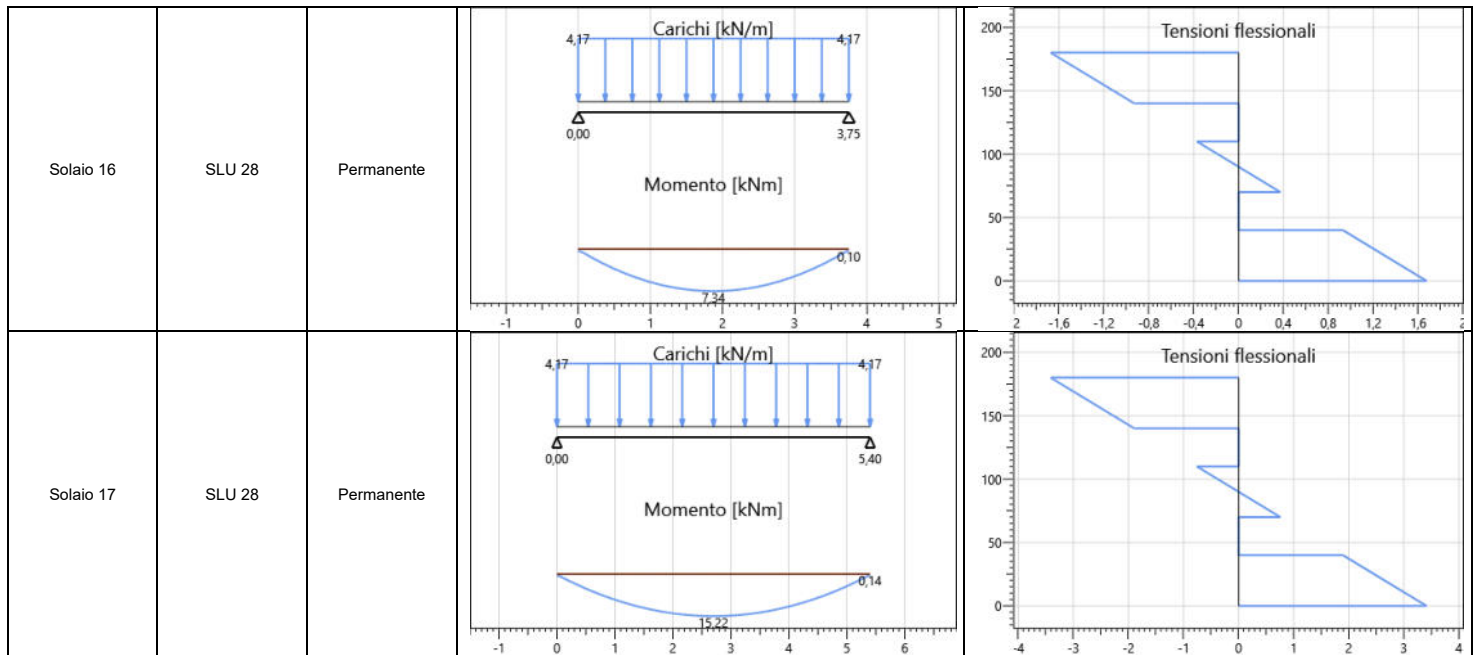 Solaio 16
SLU 28
Permanente
Carichi [kN/m]
4,17 4,17
0,00 3,75
Momento [kNm]
0,10
7,34
-1 0 1 2 3 4 5
Tensioni flessionali
200
150
100
50
0
2 -1,6 -1,2 -0,8 -0,4 0 0,4 0,8 1,2 1,6 2
Solaio 17
SLU 28
Permanente
Carichi [kN/m]
4,17 4,17
0,00 5,40
Momento [kNm]
0,14
15,22
-1 0 1 2 3 4 5 6
Tensioni flessionali
200
150
100
50
0
-4 -3 -2 -1 0 1 2 3 4